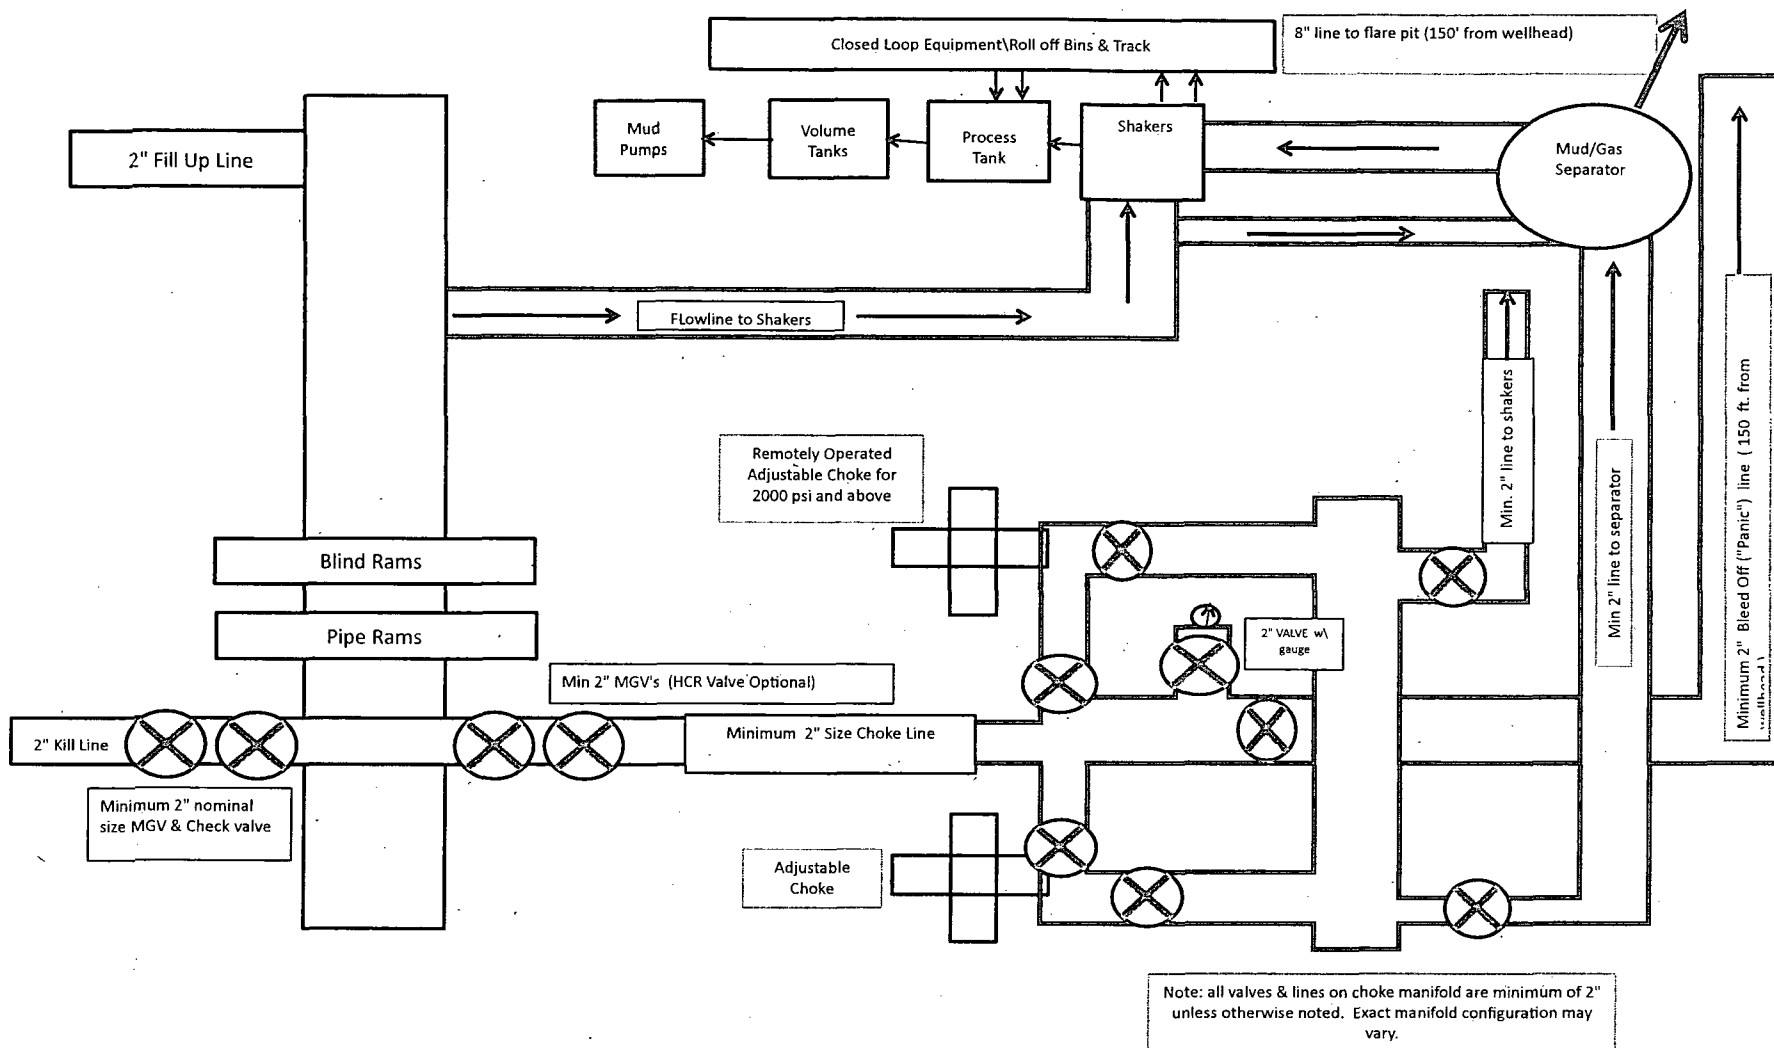 Closed Loop Equipment\Roll off Bins & Track
8" line to flare pit (150' from wellhead)
2" Fill Up Line
Mud
Pumps
Volume
Tanks
Process
Tank
Shakers
Mud/Gas
Separator
FLowline to Shakers
Remotely Operated
Adjustable Choke for
2000 psi and above
Min. 2" line to shakers
Min 2" line to separator
Minimum 2" Bleed Off ("Panic") line ( 150 ft. from
wellhead)
Blind Rams
Pipe Rams
2" VALVE w\
gauge
Min 2" MGV's (HCR Valve Optional)
2" Kill Line
Minimum 2" Size Choke Line
Minimum 2" nominal
size MGV & Check valve
Adjustable
Choke
Note: all valves & lines on choke manifold are minimum of 2"
unless otherwise noted. Exact manifold configuration may
vary.